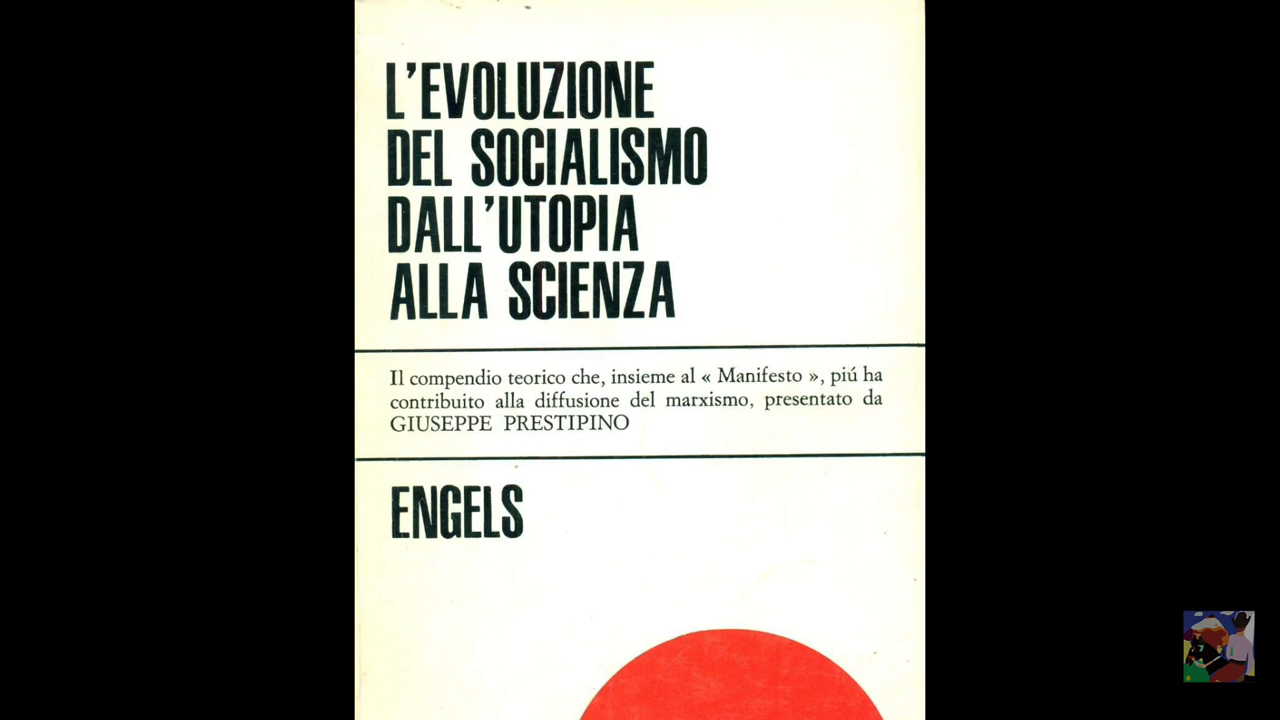 L'EVOLUZIONE
DEL SOCIALISMO
DALL'UTOPIA
ALLA SCIENZA
Il compendio teorico che, insieme al « Manifesto », piú ha
contribuito alla diffusione del marxismo, presentato da
GIUSEPPE PRESTIPINO
ENGELS